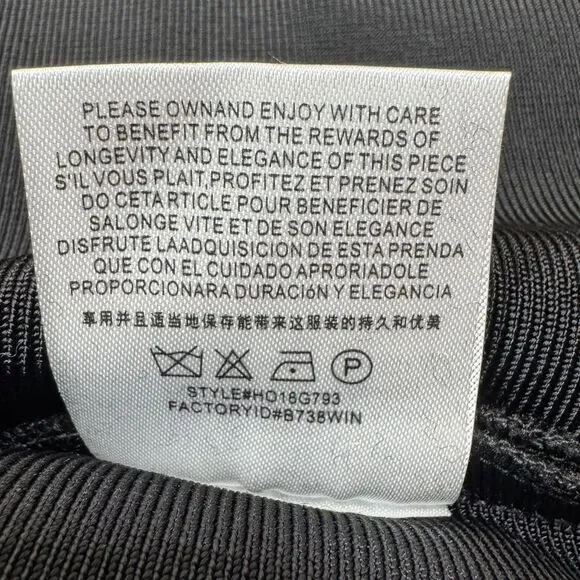 PLEASE OWNAND ENJOY WITH CARE
TO BENEFIT FROM THE REWARDS OF
LONGEVITY AND ELEGANCE OF THIS PIECE
S'IL VOUS PLAIT,PROFITEZ ET PRENEZ SOIN
DO CETA RTICLE POUR BENEFICIER DE
SALONGE VITE ET DE SON ELEGANCE
DISFRUTE LAADQUISICION DE ESTA PRENDA
QUE CON EL CUIDADO APRORIADOLE
PROPORCIONARA DURACIóN Y ELEGANCIA
享用并且适当地保存能带来这服装的持久和优美
P
STYLE#HO18G793
FACTORYID#B738WIN